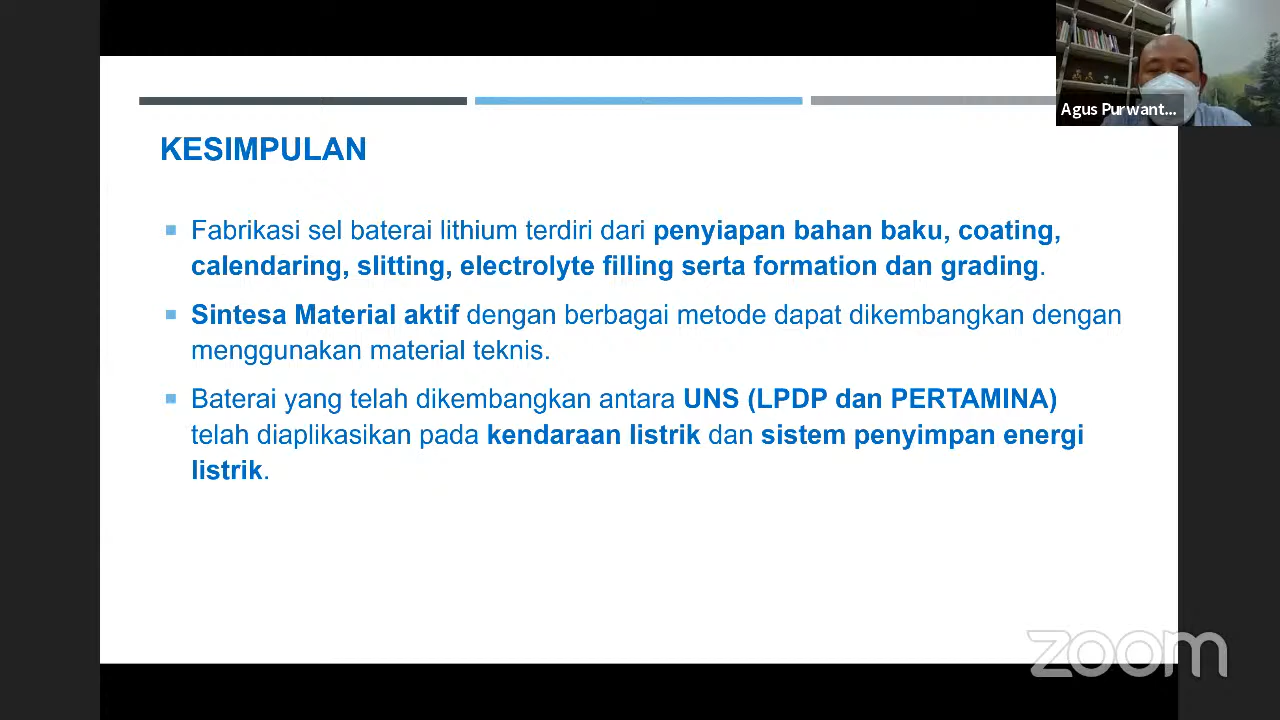 Agus Purwant...
KESIMPULAN
Fabrikasi sel baterai lithium terdiri dari penyiapan bahan baku, coating,
calendaring, slitting, electrolyte filling serta formation dan grading.
Sintesa Material aktif dengan berbagai metode dapat dikembangkan dengan
menggunakan material teknis.
Baterai yang telah dikembangkan antara UNS (LPDP dan PERTAMINA)
telah diaplikasikan pada kendaraan listrik dan sistem penyimpan energi
listrik.
zoom